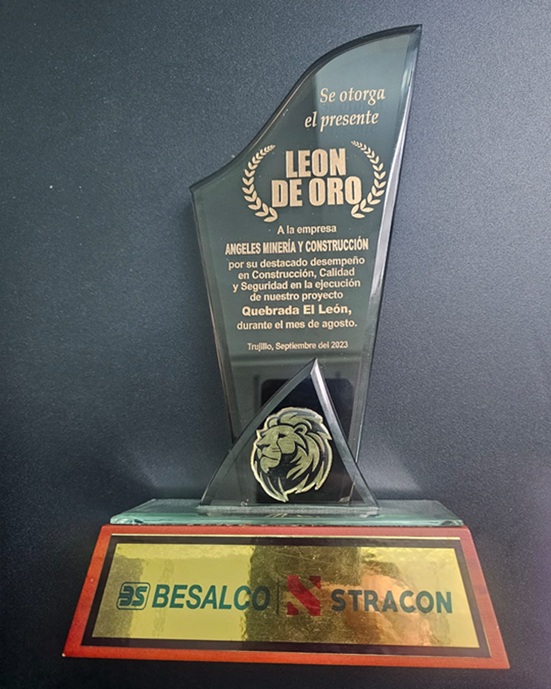 Se otorga
el presente
LEON
DE ORO
A la empresa
ANGELES MINERÍA Y CONSTRUCCIÓN
por su destacado desempeño
en Construcción, Calidad
y Seguridad en la ejecución
de nuestro proyecto
Quebrada El León,
durante el mes de agosto.
Trujillo, Septiembre del 2023
BS BESALCO | STRACON